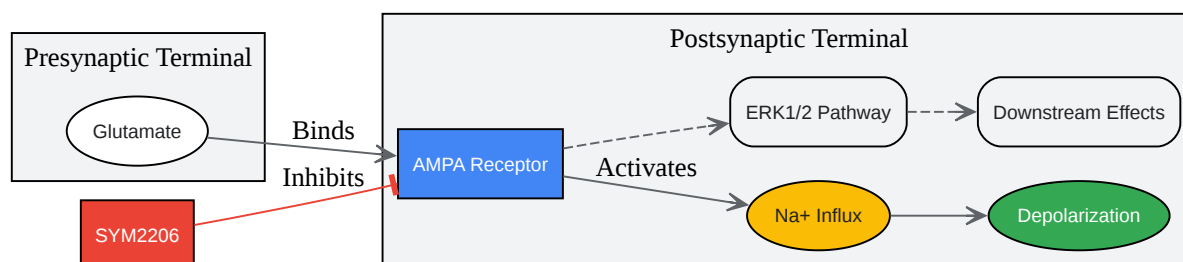 Presynaptic Terminal
Glutamate
Binds
Inhibits
SYM2206
Postsynaptic Terminal
AMPA Receptor
ERK1/2 Pathway
Downstream Effects
Activates
Na+ Influx
Depolarization